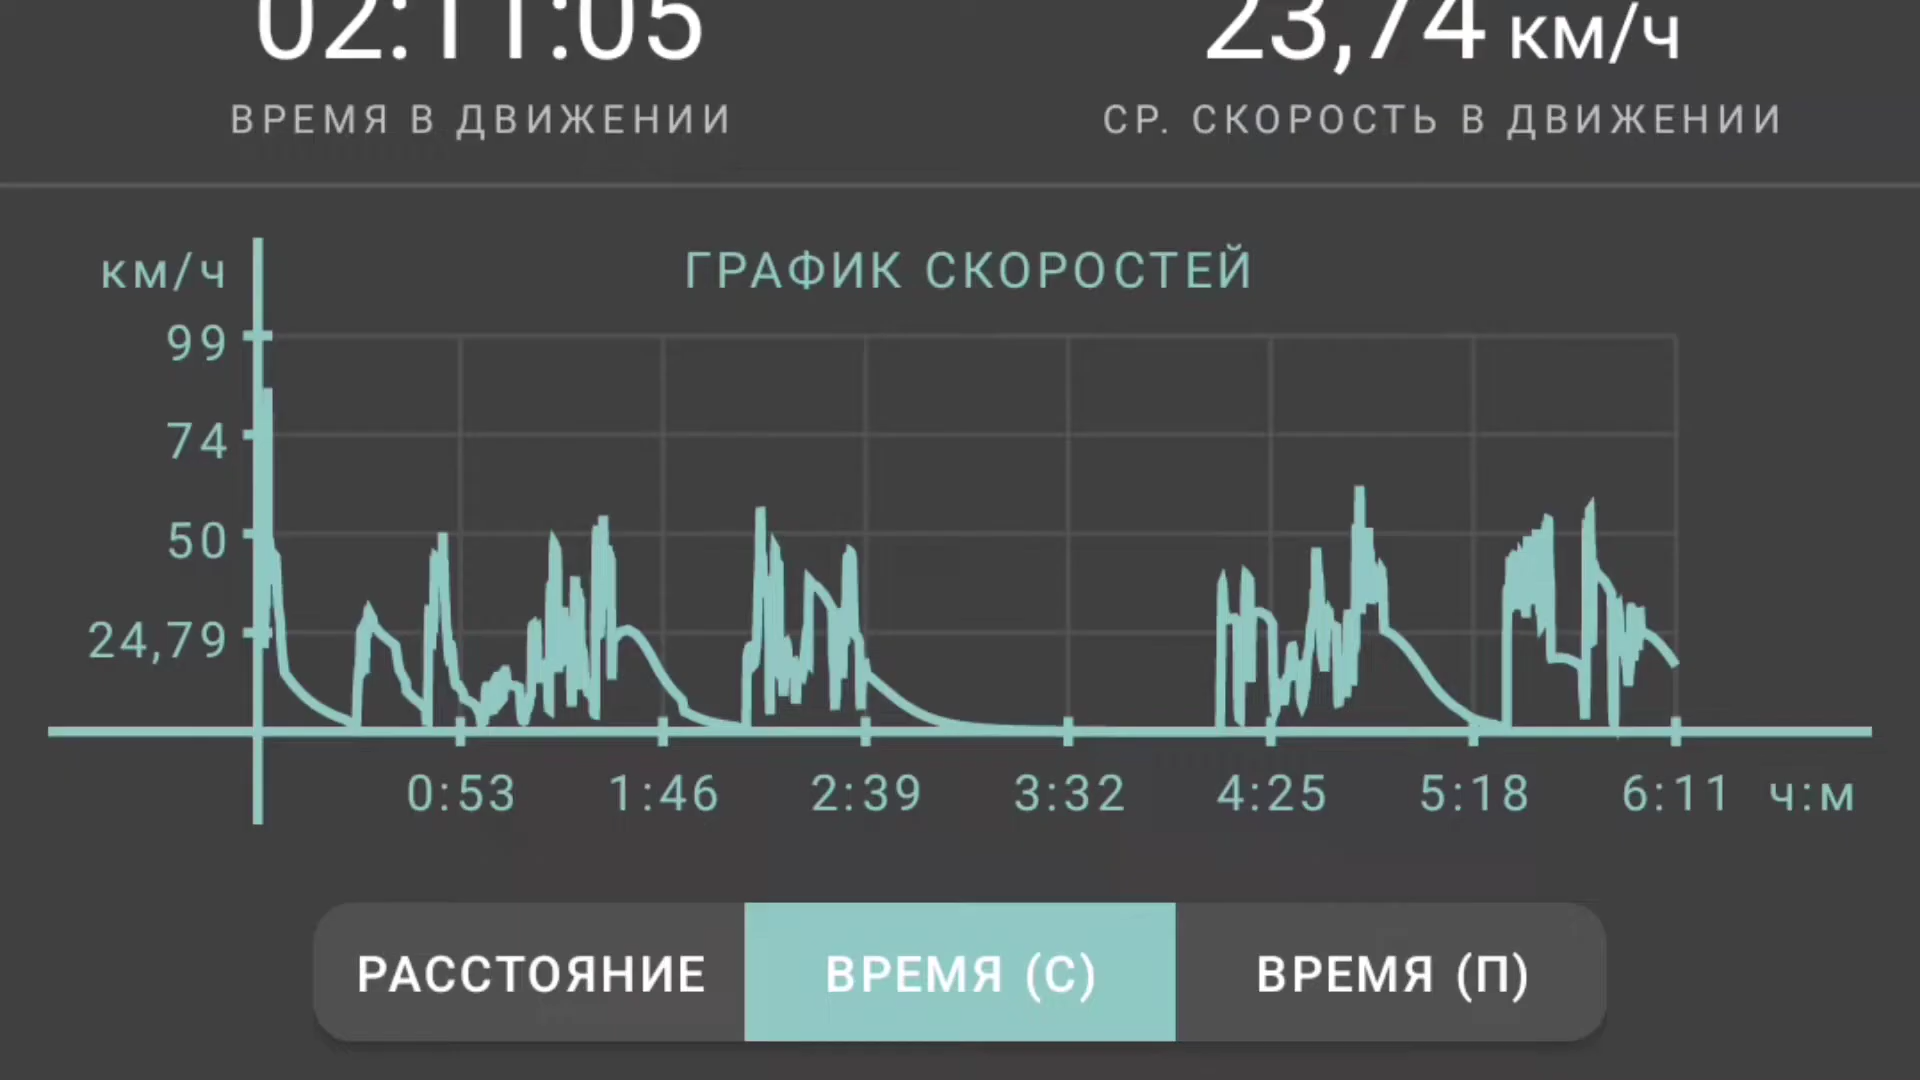 02:11:05
23,74 км/ч
ВРЕМЯ В ДВИЖЕНИИ
СР. СКОРОСТЬ В ДВИЖЕНИИ
ГРАФИК СКОРОСТЕЙ
км/ч
99
74
50
24,79
0:53 1:46 2:39 3:32 4:25 5:18 6:11 ч:м
РАССТОЯНИЕ ВРЕМЯ (С) ВРЕМЯ (П)